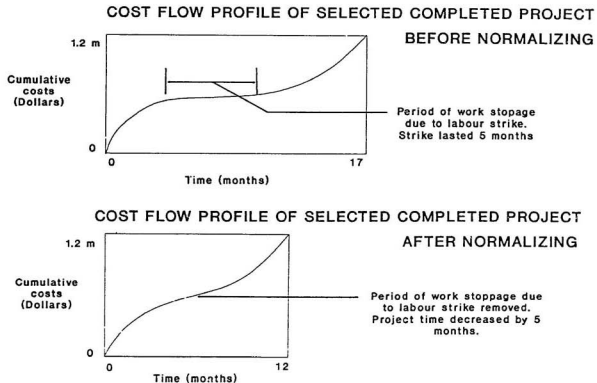 COST FLOW PROFILE OF SELECTED COMPLETED PROJECT
BEFORE NORMALIZING
1.2 m
Cumulative
costs
(Dollars)
0
0
17
Time (months)
Period of work stopage
due to labour strike.
Strike lasted 5 months
COST FLOW PROFILE OF SELECTED COMPLETED PROJECT
AFTER NORMALIZING
1.2 m
Cumulative
costs
(Dollars)
0
0
12
Time (months)
Period of work stoppage due
to labour strike removed.
Project time decreased by 5
months.